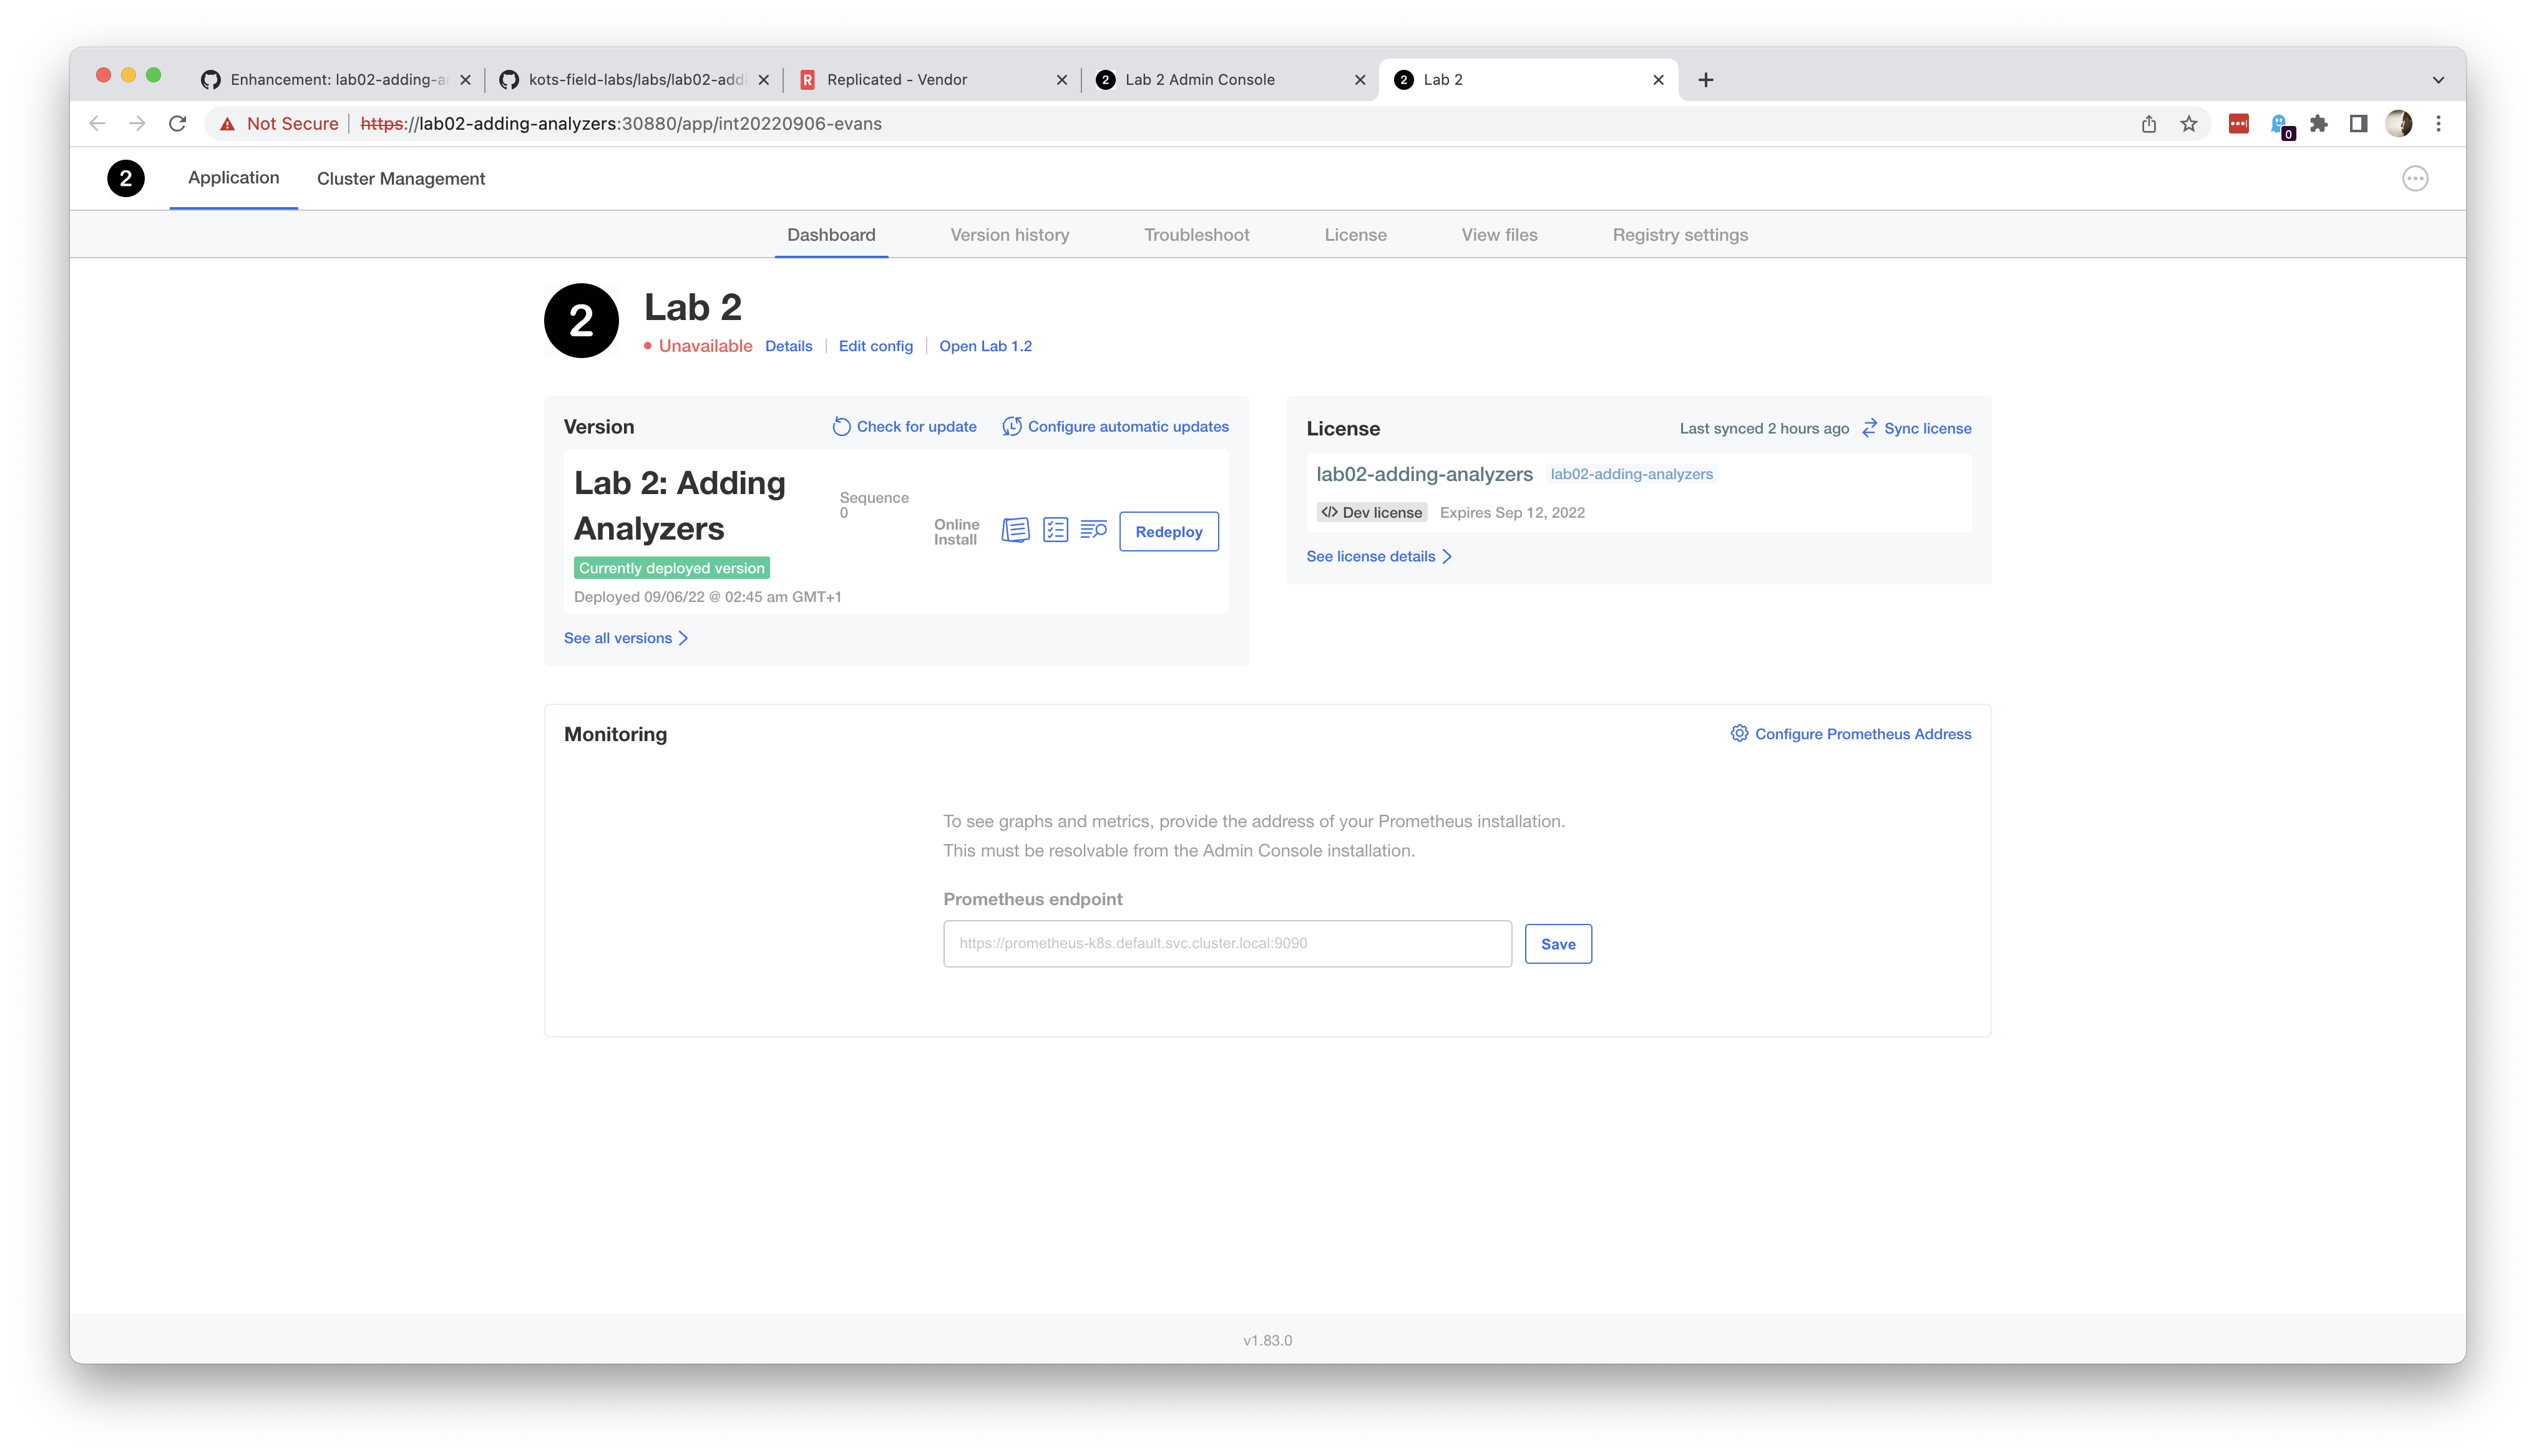 Enhancement: lab02-adding-a
kots-field-labs/labs/lab02-addi
R
Replicated - Vendor
2
Lab 2 Admin Console
2
Lab 2
Not Secure
https://lab02-adding-analyzers:30880/app/int20220906-evans
0
2
Application
Cluster Management
Dashboard
Version history
Troubleshoot
License
View files
Registry settings
2
Lab 2
Unavailable
Details
Edit config
Open Lab 1.2
Version
Check for update
Configure automatic updates
Lab 2: Adding
Analyzers
Currently deployed version
Deployed 09/06/22 @ 02:45 am GMT+1
Sequence
0
Online
Install
Redeploy
See all versions
License
Last synced 2 hours ago
Sync license
lab02-adding-analyzers
lab02-adding-analyzers
Dev license
Expires Sep 12, 2022
See license details
Monitoring
Configure Prometheus Address
To see graphs and metrics, provide the address of your Prometheus installation.
This must be resolvable from the Admin Console installation.
Prometheus endpoint
https://prometheus-k8s.default.svc.cluster.local:9090
Save
v1.83.0